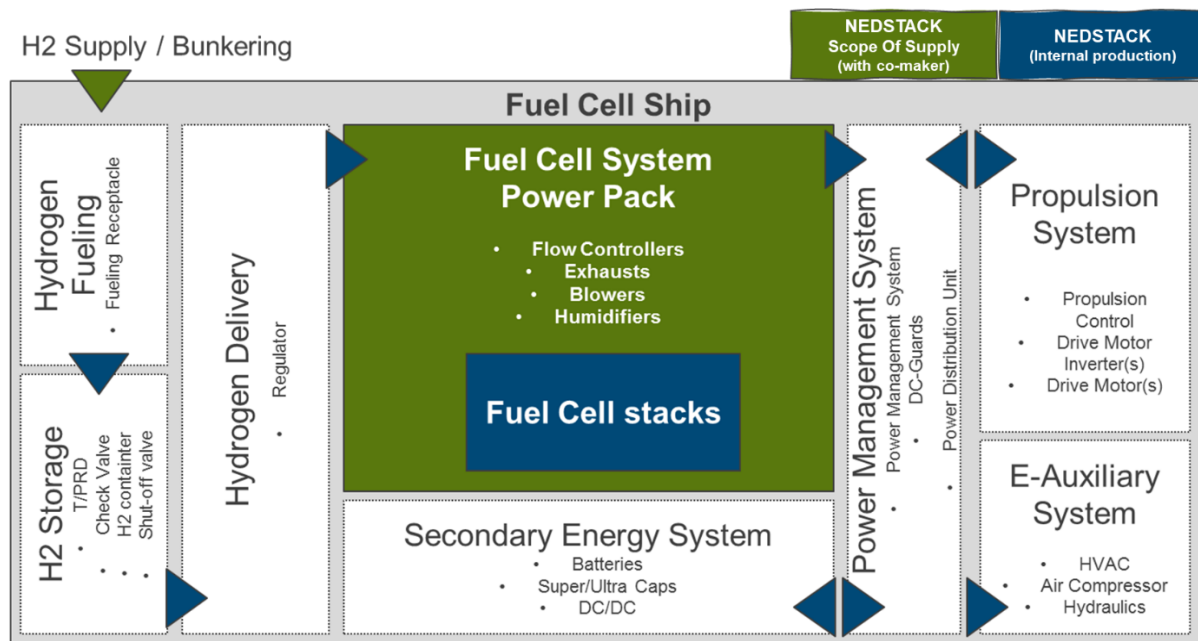 H2 Supply / Bunkering
NEDSTACK
Scope Of Supply
(with co-maker)
NEDSTACK
(Internal production)
Fuel Cell Ship
Hydrogen
Fueling
• Fueling Receptacle
H2 Storage
• T/PRD
• Check Valve
• H2 containter
• Shut-off valve
Hydrogen Delivery
• Regulator
Fuel Cell System
Power Pack
• Flow Controllers
• Exhausts
• Blowers
• Humidifiers
Fuel Cell stacks
Secondary Energy System
• Batteries
• Super/Ultra Caps
• DC/DC
Power Management System
• Power Management System
• DC-Guards
• Power Distribution Unit
Propulsion
System
• Propulsion
Control
• Drive Motor
Inverter(s)
• Drive Motor(s)
E-Auxiliary
System
• HVAC
• Air Compressor
• Hydraulics